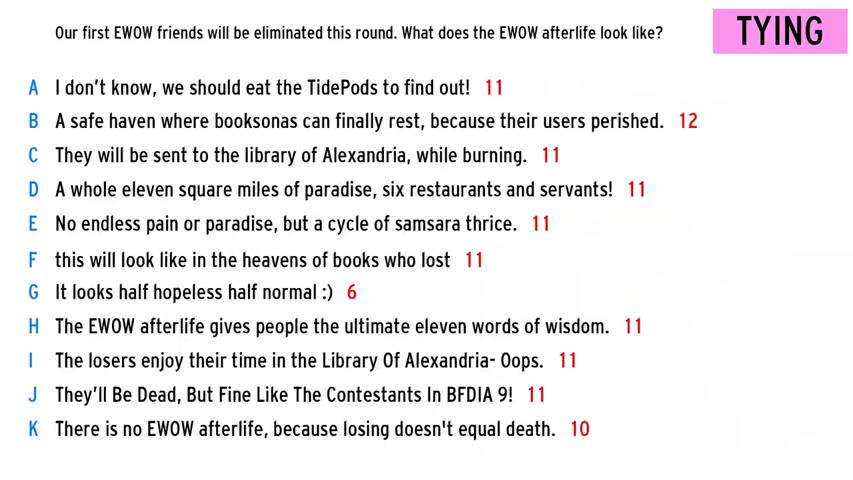 Our first EWOW friends will be eliminated this round. What does the EWOW afterlife look like?
TYING
A I don't know, we should eat the TidePods to find out! 11
B A safe haven where booksonas can finally rest, because their users perished. 12
C They will be sent to the library of Alexandria, while burning. 11
D A whole eleven square miles of paradise, six restaurants and servants! 11
E No endless pain or paradise, but a cycle of samsara thrice. 11
F this will look like in the heavens of books who lost 11
G It looks half hopeless half normal :) 6
H The EWOW afterlife gives people the ultimate eleven words of wisdom. 11
I The losers enjoy their time in the Library Of Alexandria- Oops. 11
J They'll Be Dead, But Fine Like The Contestants In BFDIA 9! 11
K There is no EWOW afterlife, because losing doesn't equal death. 10